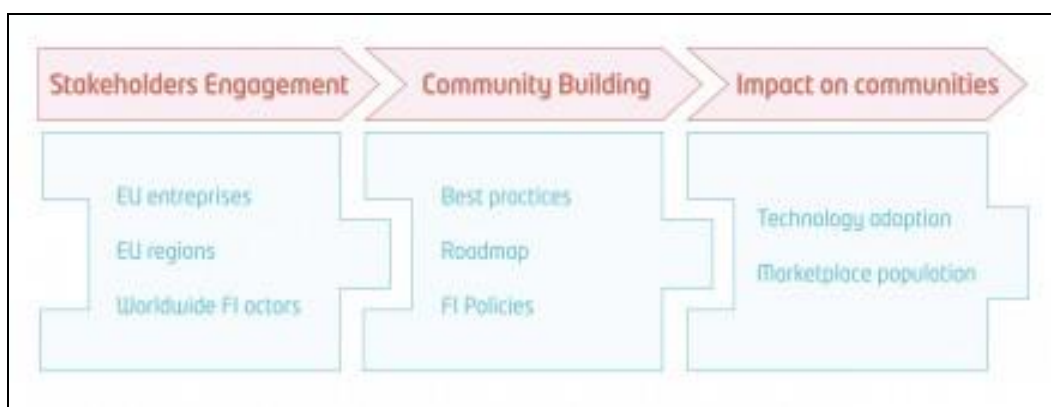 Stakeholders Engagement
Community Building
Impact on communities
EU entreprises
EU regions
Worldwide FI actors
Best practices
Roadmap
FI Policies
Technology adoption
Marketplace population